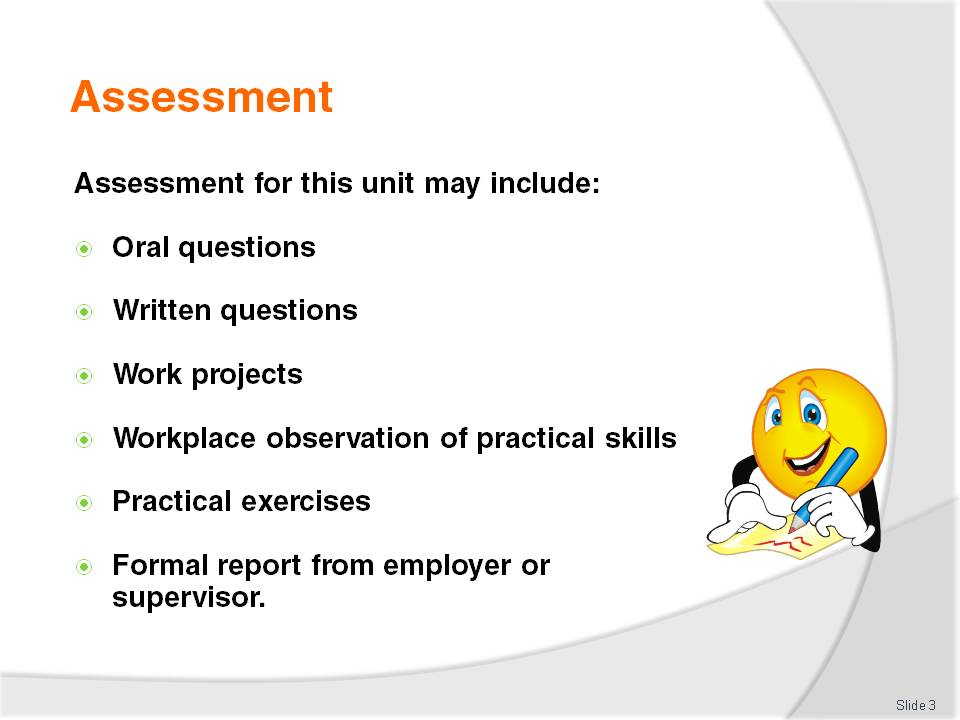 Assessment
Assessment for this unit may include:
Oral questions
Written questions
Work projects
Workplace observation of practical skills
Practical exercises
Formal report from employer or
supervisor.
Slide 3